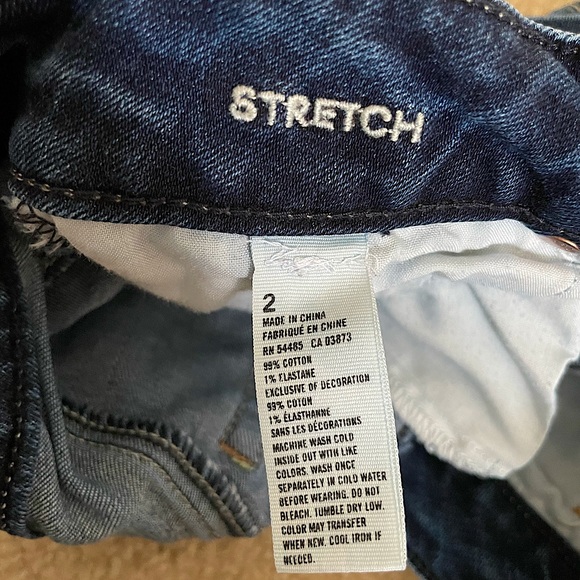 STRETCH
2
MADE IN CHINA
FABRIQUÉ EN CHINE
RN 54485 CA 03873
99% COTTON
1% ELASTANE
EXCLUSIVE OF DECORATION
99% COTON
1% ÉLASTHANNE
SANS LES DÉCORATIONS
MACHINE WASH COLD
INSIDE OUT WITH LIKE
COLORS. WASH ONCE
SEPARATELY IN COLD WATER
BEFORE WEARING. DO NOT
BLEACH. TUMBLE DRY LOW.
COLOR MAY TRANSFER
WHEN NEW. COOL IRON IF
NEEDED.